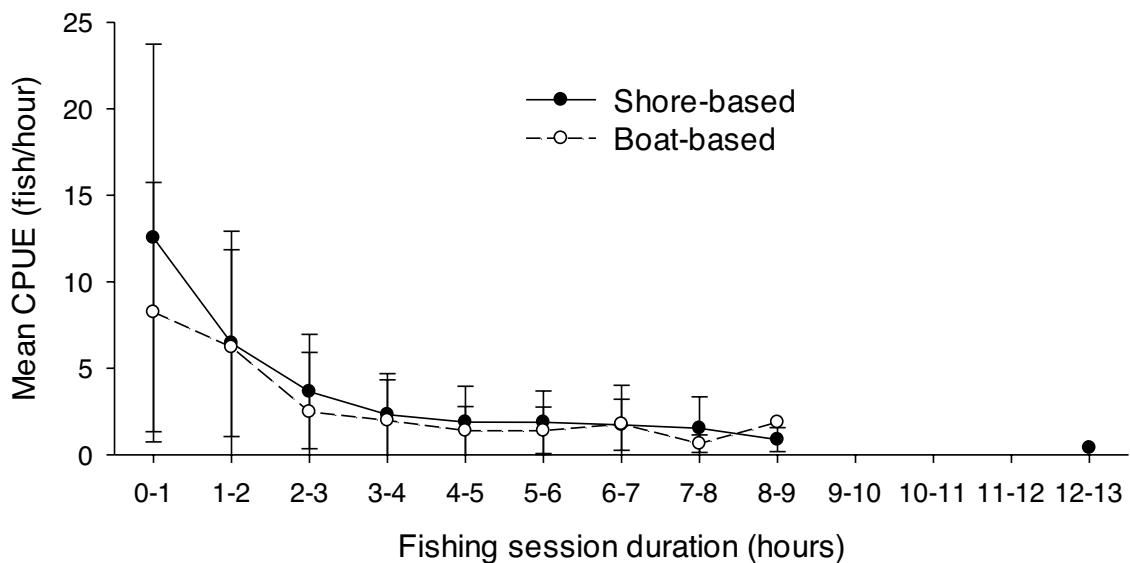 25
20
15
10
5
0
Mean CPUE (fish/hour)
Shore-based
Boat-based
0-1 1-2 2-3 3-4 4-5 5-6 6-7 7-8 8-9 9-10 10-11 11-12 12-13
Fishing session duration (hours)